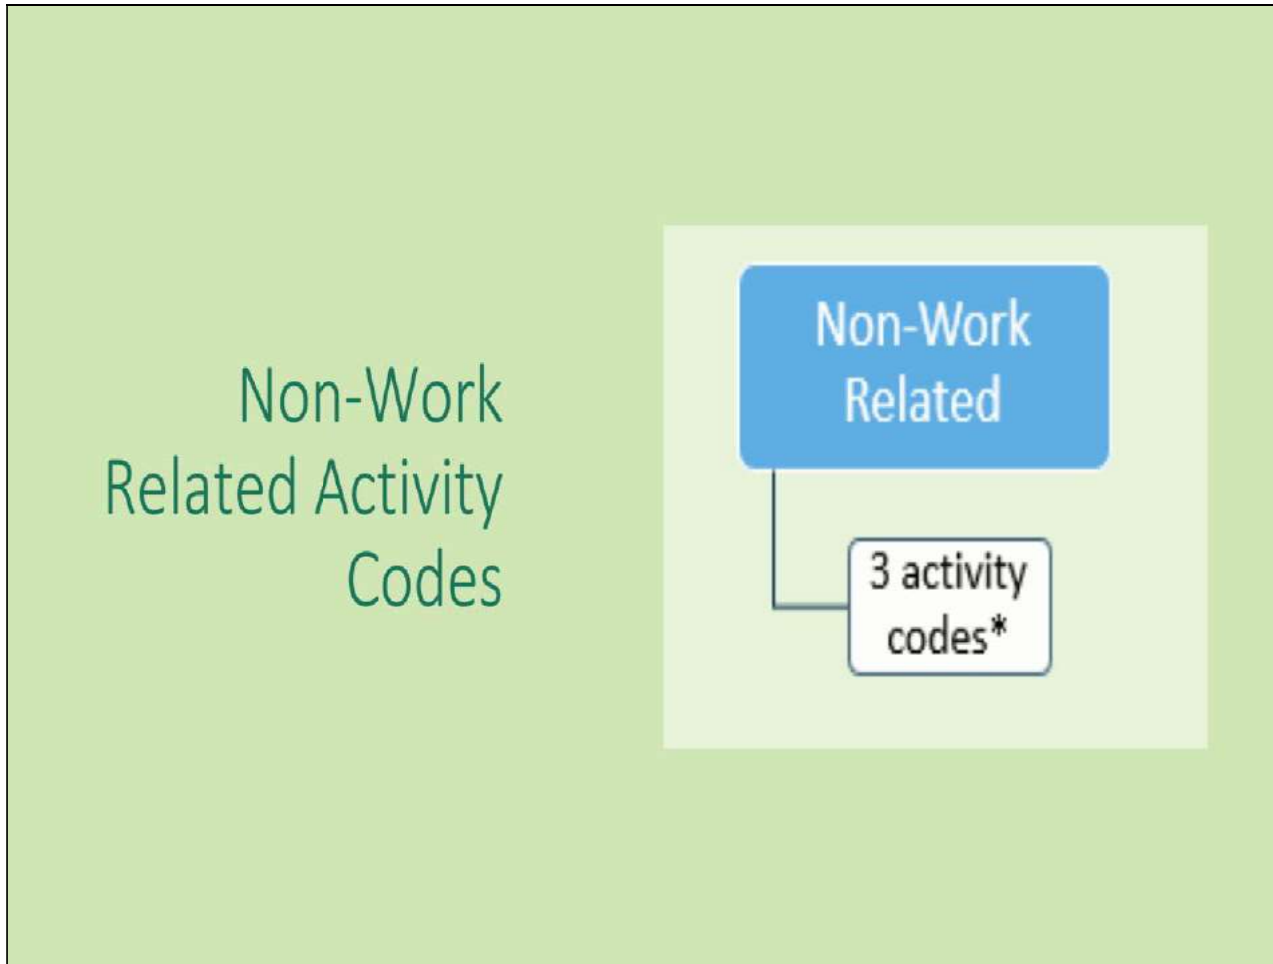 Non-Work
Related Activity
Codes
Non-Work
Related
3 activity
codes*